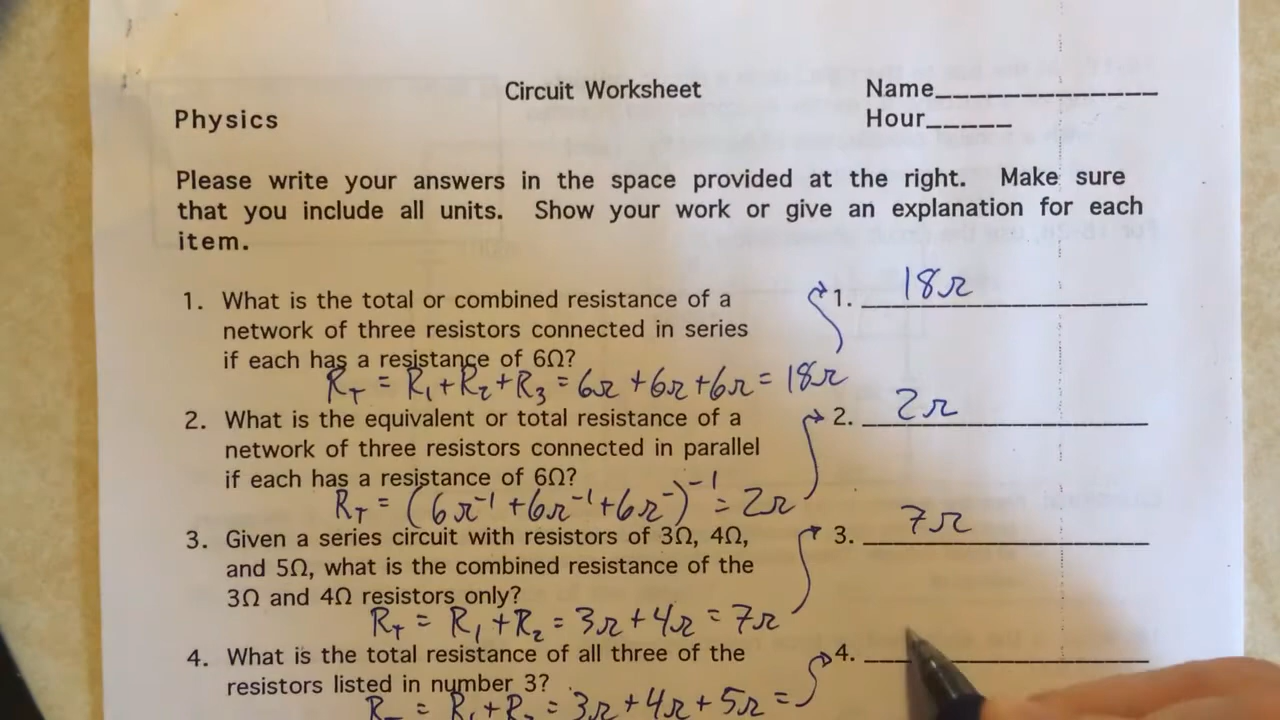 Circuit Worksheet
Name______________
Physics
Hour_____
Please write your answers in the space provided at the right. Make sure
that you include all units. Show your work or give an explanation for each
item.
1. What is the total or combined resistance of a
network of three resistors connected in series
if each has a resistance of 6Ω?
1. 18Ω
R_T = R₁ + R₂ + R₃ = 6Ω + 6Ω + 6Ω = 18Ω
2. What is the equivalent or total resistance of a
network of three resistors connected in parallel
if each has a resistance of 6Ω?
2. 2Ω
R_T = (6Ω⁻¹ + 6Ω⁻¹ + 6Ω⁻)⁻¹ = 2Ω
3. Given a series circuit with resistors of 3Ω, 4Ω,
and 5Ω, what is the combined resistance of the
3Ω and 4Ω resistors only?
3. 7Ω
R_T = R₁ + R₂ = 3Ω + 4Ω = 7Ω
4. What is the total resistance of all three of the
resistors listed in number 3?
4.
= R₁ + = 3Ω + 4Ω + 5Ω =